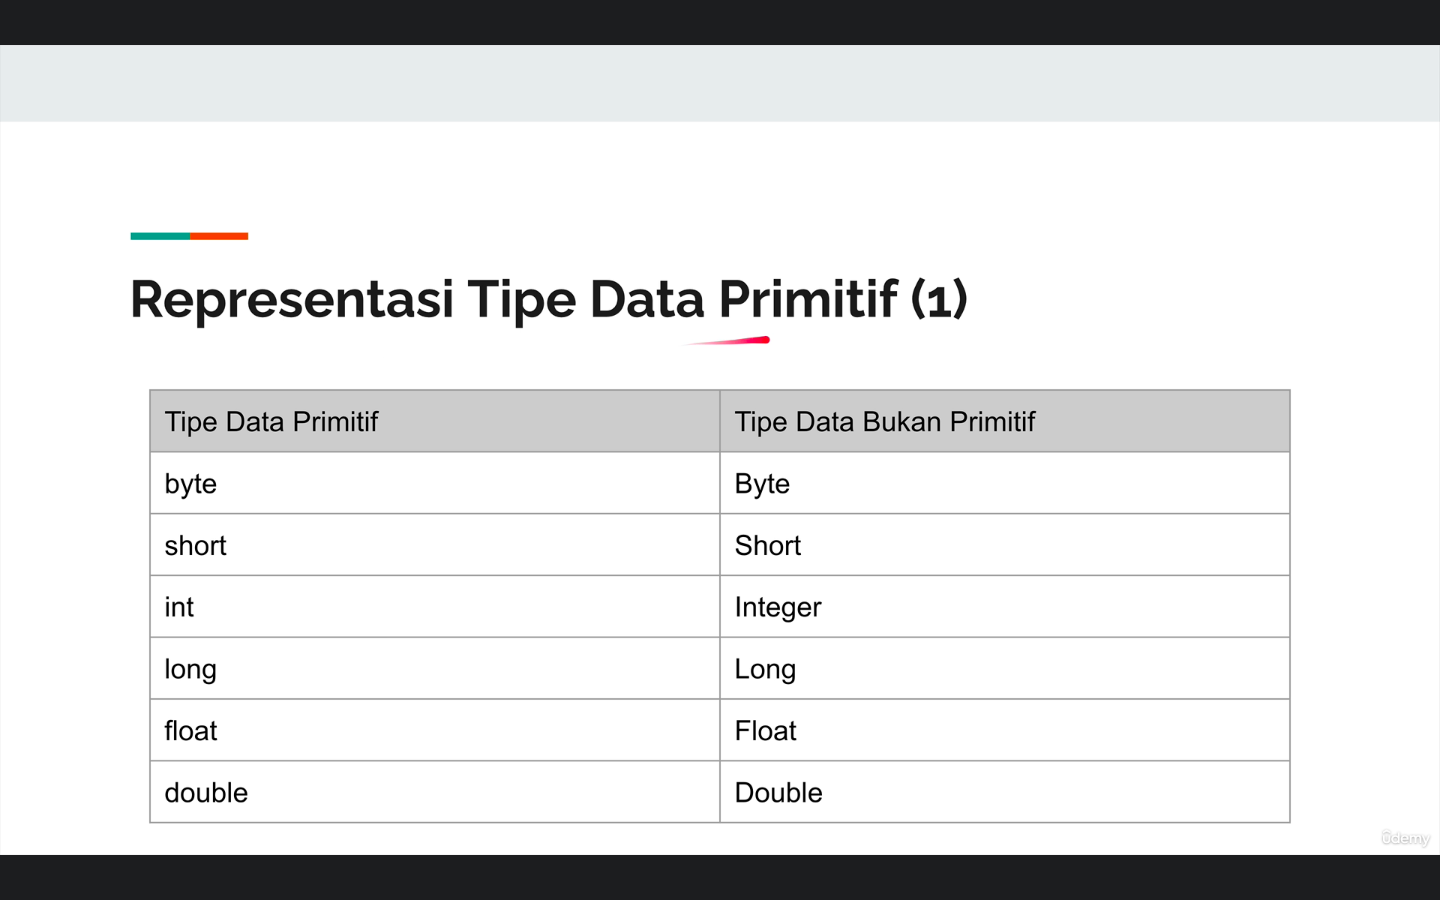 Representasi Tipe Data Primitif (1)
Tipe Data Primitif
Tipe Data Bukan Primitif
byte
Byte
short
Short
int
Integer
long
Long
float
Float
double
Double
ûdemy